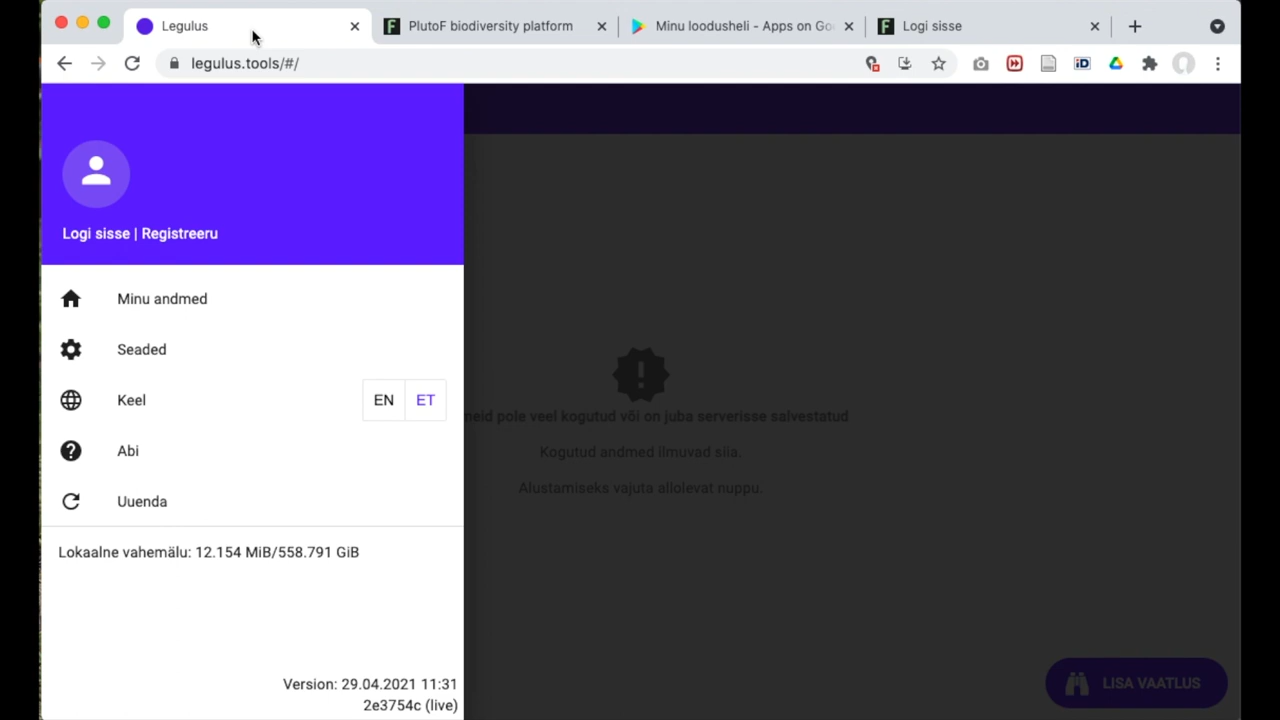 Legulus
PlutoF biodiversity platform
Minu loodusheli - Apps on Go
Logi sisse
legulus.tools/#/
Logi sisse | Registreeru
Minu andmed
Seaded
Keel
EN
ET
Abi
Uuenda
Lokaalne vahemälu: 12.154 MiB/558.791 GiB
Version: 29.04.2021 11:31
2e3754c (live)
pole veel kogutud või on juba serverisse salvestatud
Kogutud andmed ilmuvad siia.
Alustamiseks vajuta allolevat nuppu.
LISA VAATLUS